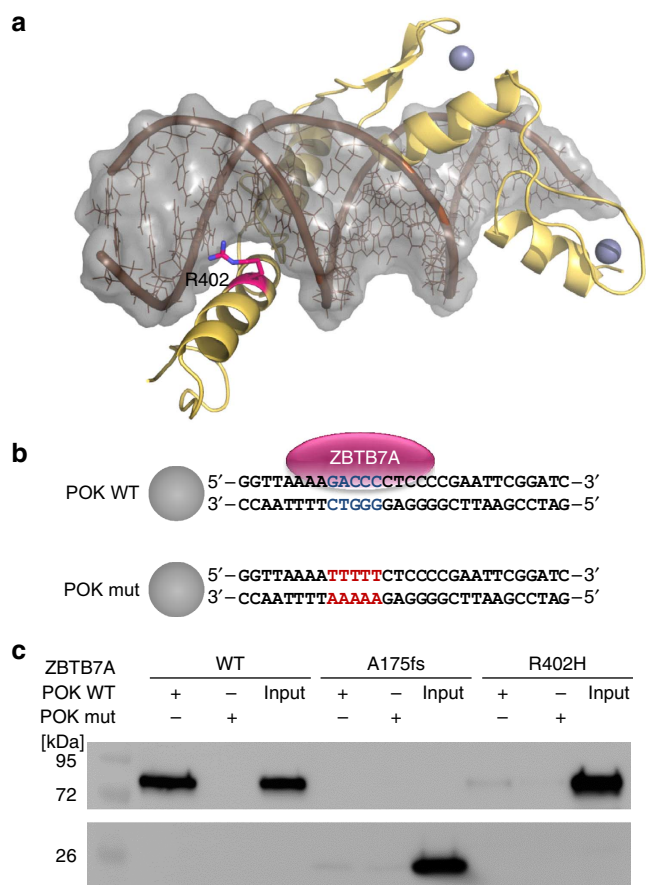 a
R402
b
ZBTB7A
POK WT 5′–GGTTAAAAGACCCCTCCCCGAATTCGGATC–3′
3′–CCAATTTTCTGGGGAGGGGCTTAAGCCTAG–5′
POK mut 5′–GGTTAAAATTTTTCTCCCCGAATTCGGATC–3′
3′–CCAATTTTAAAAAGAGGGGCTTAAGCCTAG–5′
c
ZBTB7A WT A175fs R402H
POK WT + – Input + – Input + – Input
POK mut – + – + – +
[kDa]
95
72
26